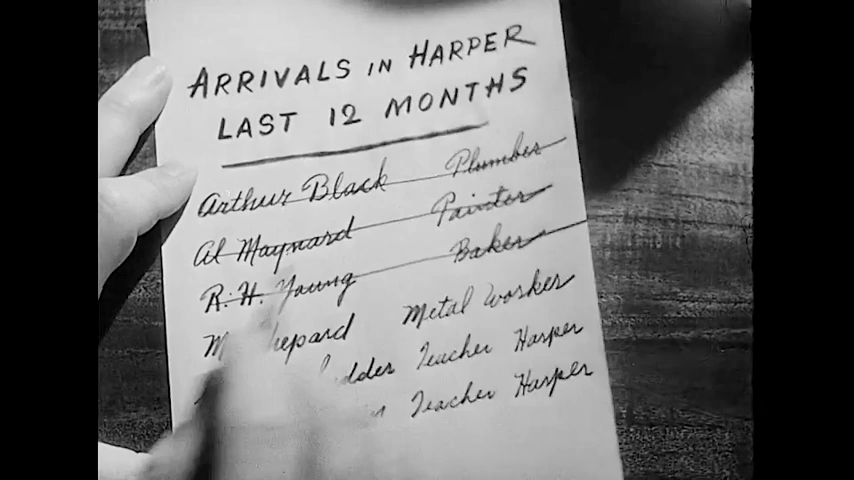 ARRIVALS IN HARPER
LAST 12 MONTHS
Arthur Black Plumber
Al Maynard Painter
R. H. Young Baker
Metal Worker
Teacher Harper
Teacher Harper